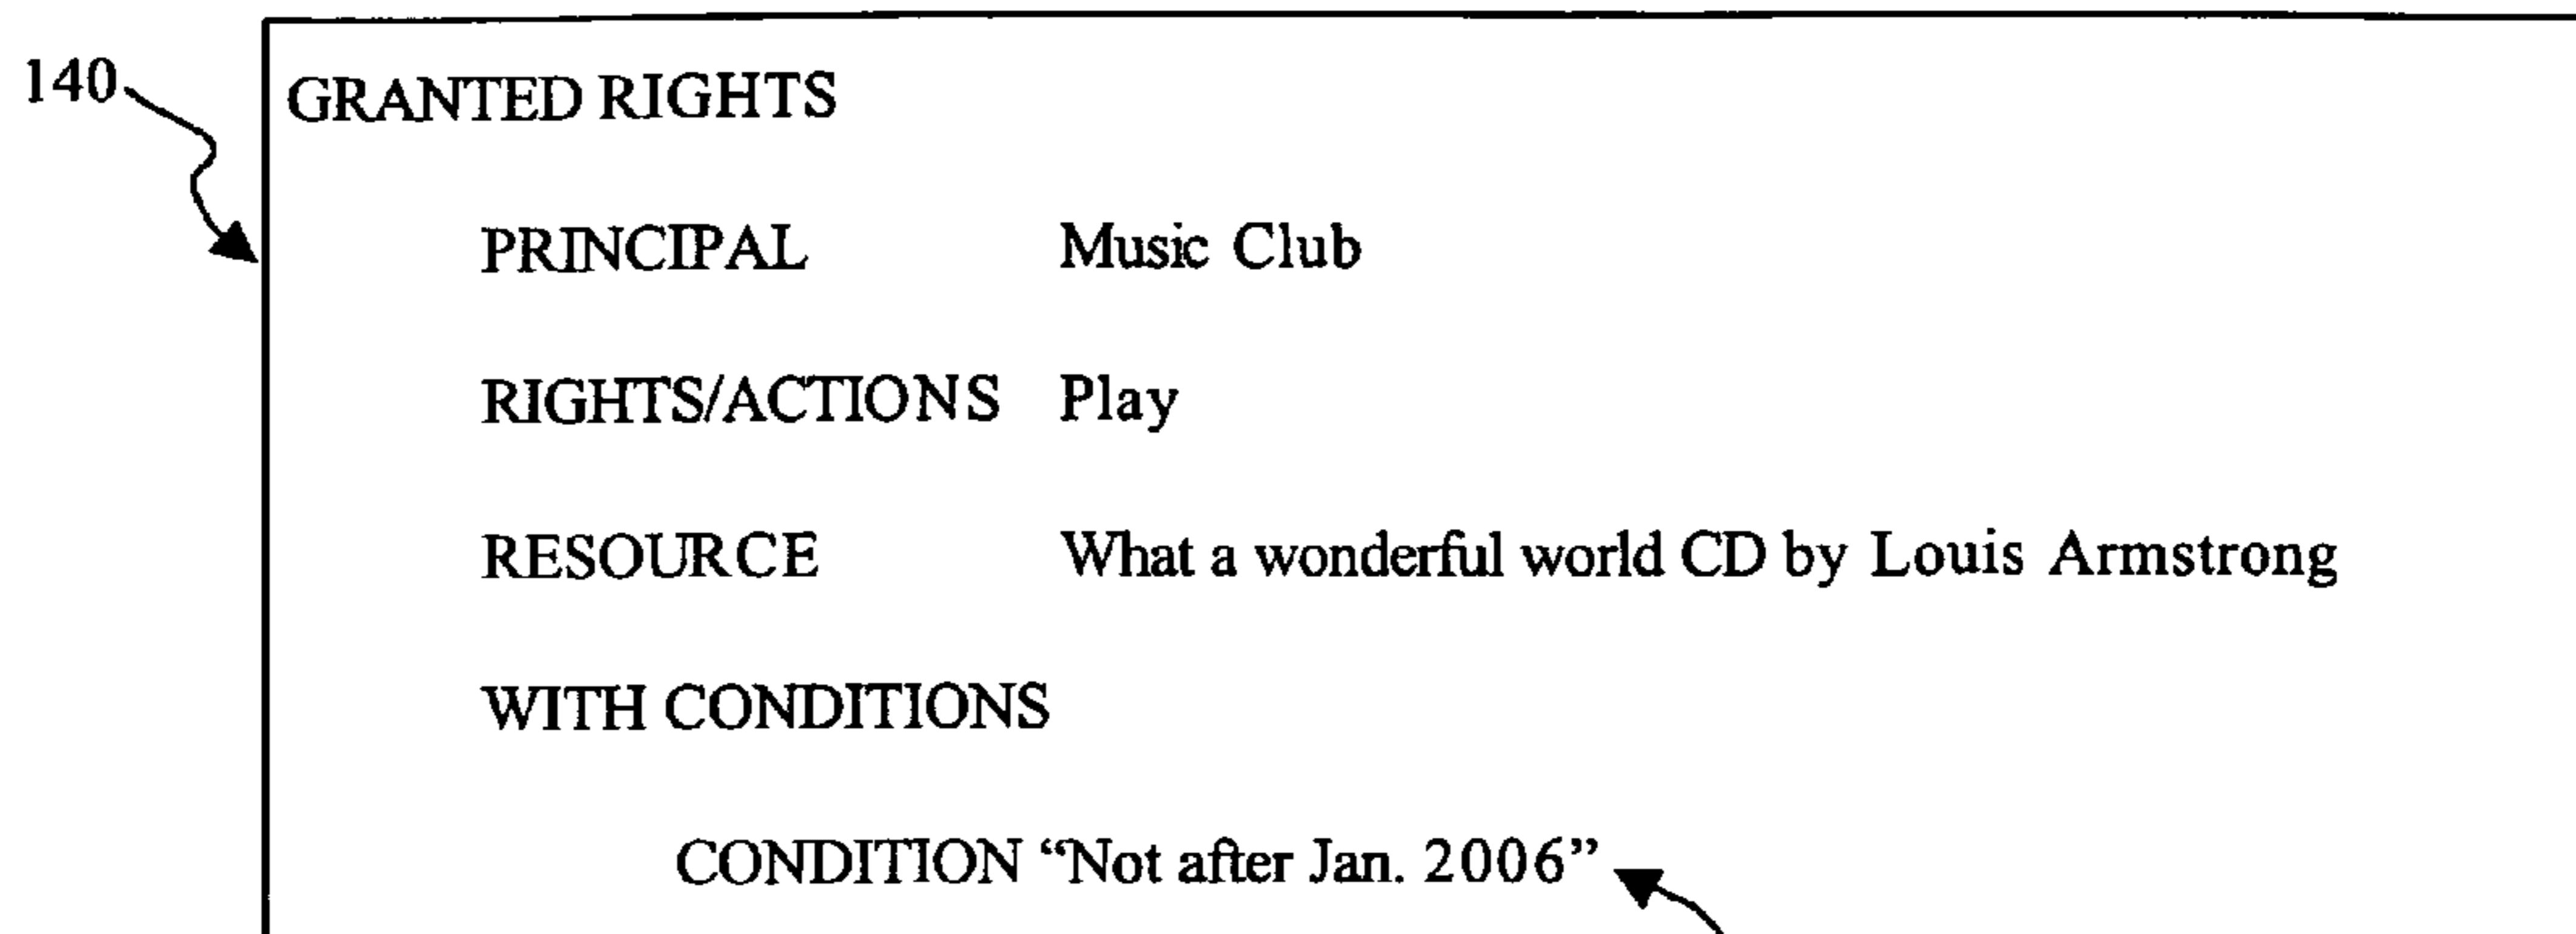 140
GRANTED RIGHTS
PRINCIPAL Music Club
RIGHTS/ACTIONS Play
RESOURCE What a wonderful world CD by Louis Armstrong
WITH CONDITIONS
CONDITION “Not after Jan. 2006”